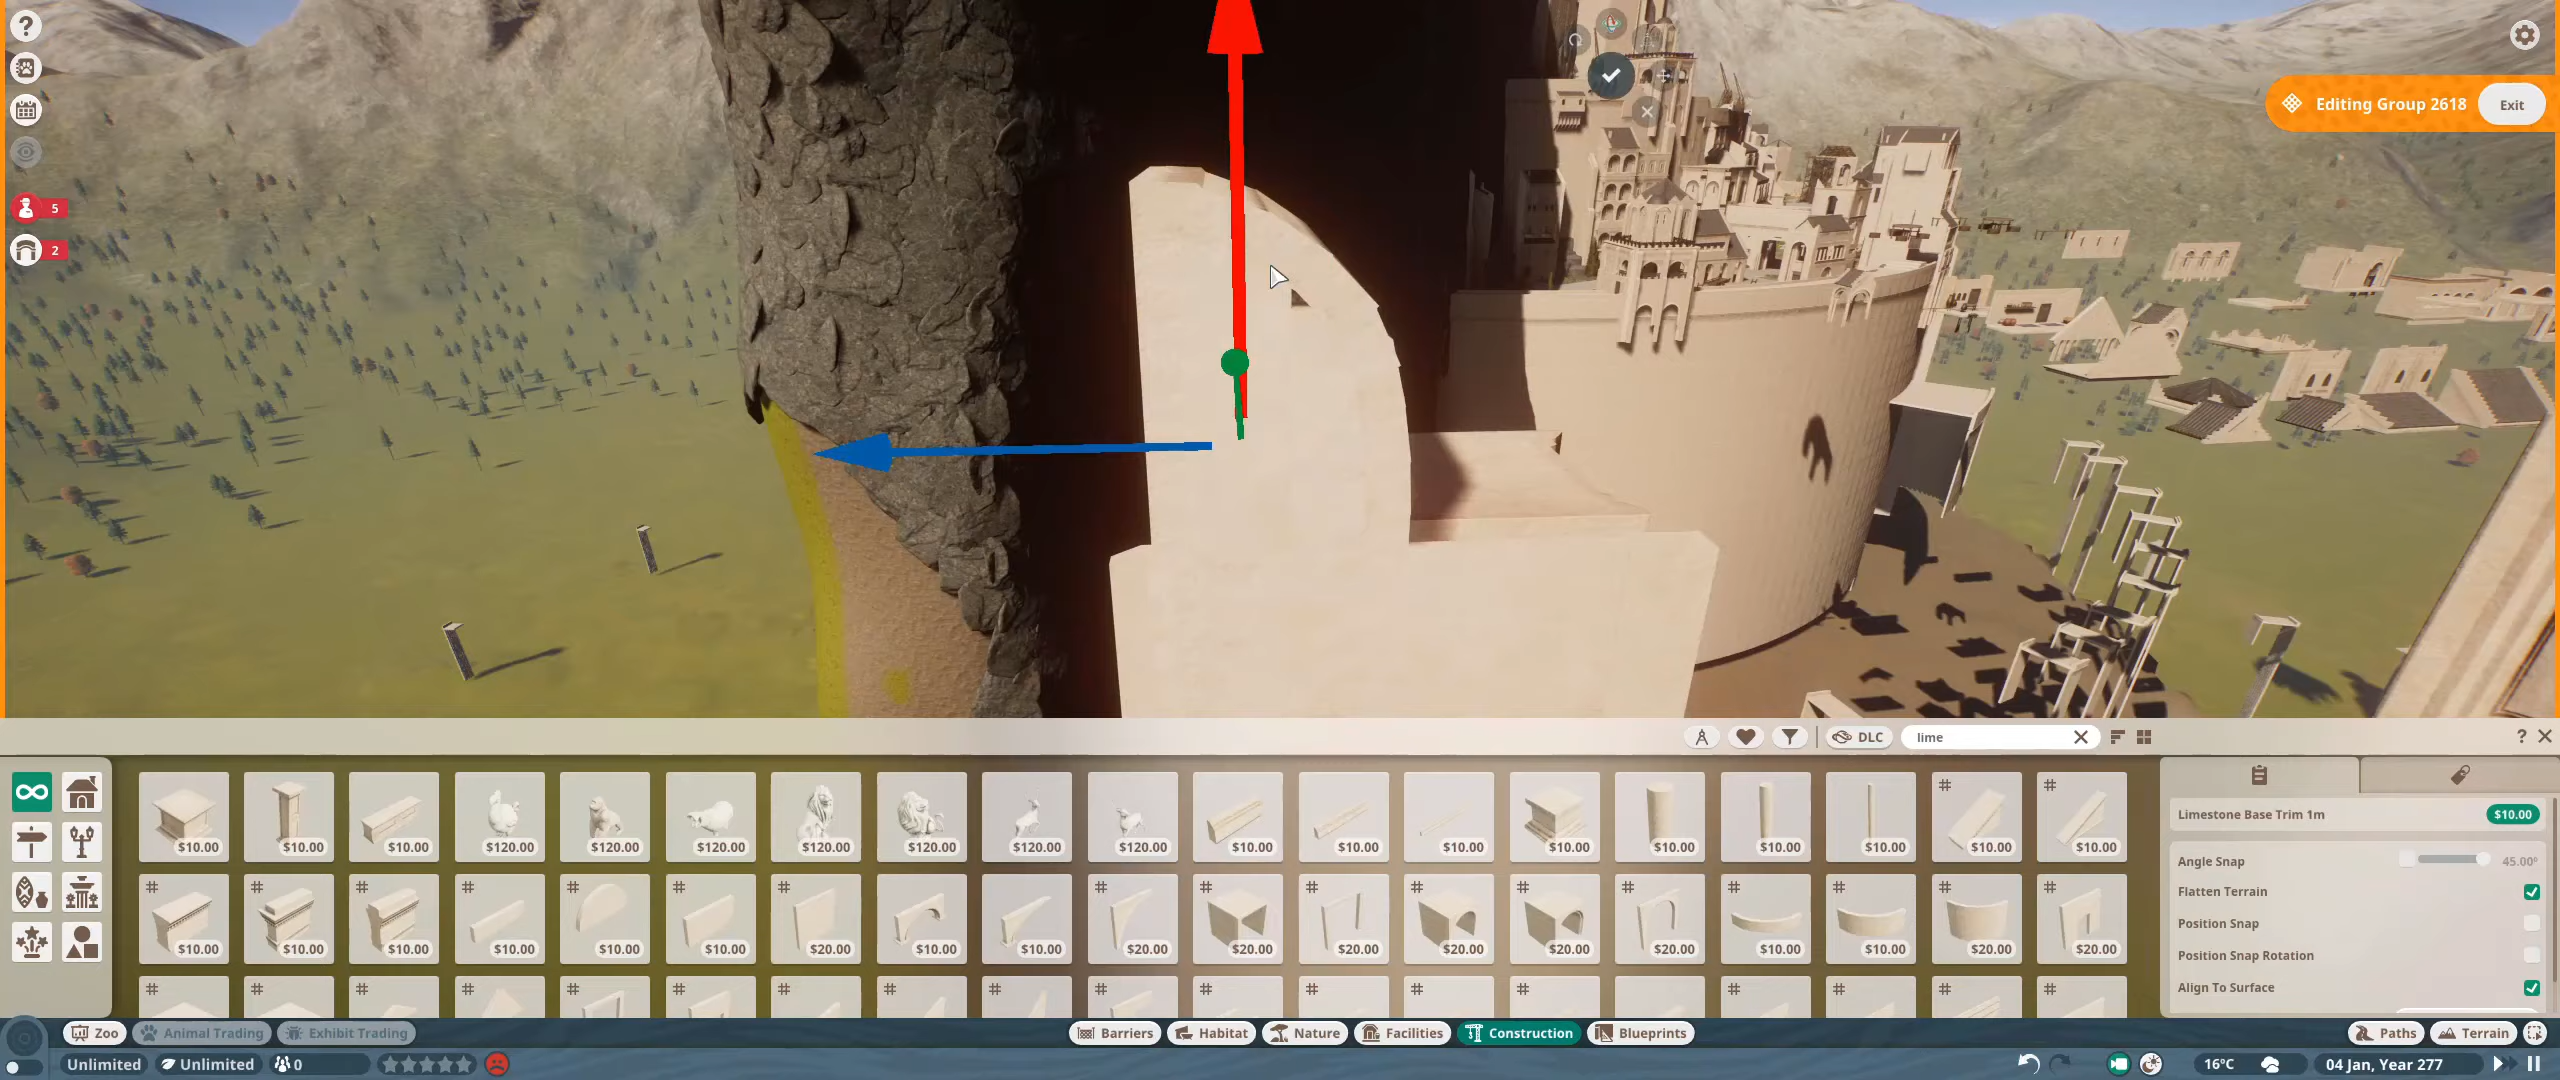 ?
5
2
Editing Group 2618
Exit
DLC
lime
?
$10.00 $10.00 $10.00 $120.00 $120.00 $120.00 $120.00 $120.00 $120.00 $120.00 $10.00 $10.00 $10.00 $10.00 $10.00 $10.00 $10.00 $10.00 $10.00
$10.00 $10.00 $10.00 $10.00 $10.00 $10.00 $20.00 $10.00 $10.00 $20.00 $20.00 $20.00 $20.00 $20.00 $20.00 $10.00 $10.00 $20.00 $20.00
Limestone Base Trim 1m $10.00
Angle Snap 45.00°
Flatten Terrain
Position Snap
Position Snap Rotation
Align To Surface
Zoo Animal Trading Exhibit Trading Barriers Habitat Nature Facilities Construction Blueprints Paths Terrain
Unlimited Unlimited 0 16°C 04 Jan, Year 277